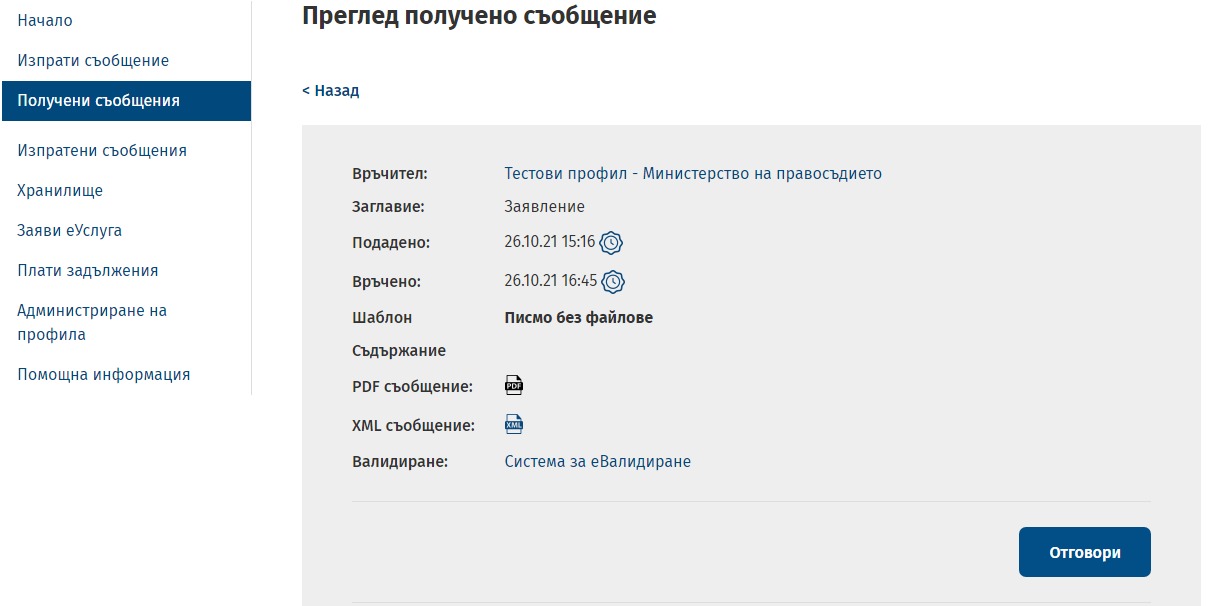 Начало
Изпрати съобщение
Получени съобщения
Изпратени съобщения
Хранилище
Заяви еУслуга
Плати задължения
Администриране на
профила
Помощна информация
Преглед получено съобщение
< Назад
Връчител: Тестови профил - Министерство на правосъдието
Заглавие: Заявление
Подадено: 26.10.21 15:16
Връчено: 26.10.21 16:45
Шаблон Писмо без файлове
Съдържание
PDF съобщение: PDF
XML съобщение: XML
Валидиране: Система за еВалидиране
Отговори